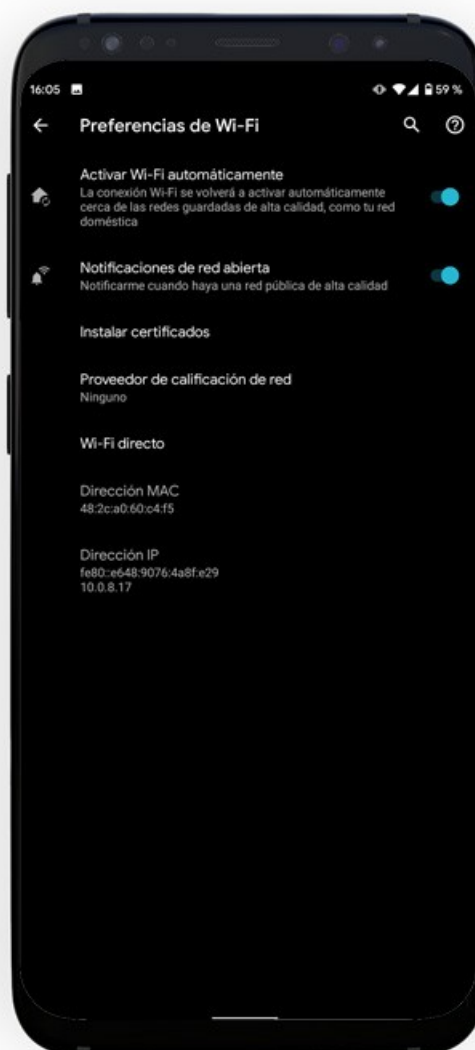 16:05 59 %
Preferencias de Wi-Fi
Activar Wi-Fi automáticamente
La conexión Wi-Fi se volverá a activar automáticamente
cerca de las redes guardadas de alta calidad, como tu red
doméstica
Notificaciones de red abierta
Notificarme cuando haya una red pública de alta calidad
Instalar certificados
Proveedor de calificación de red
Ninguno
Wi-Fi directo
Dirección MAC
48:2c:a0:60:c4:f5
Dirección IP
fe80::e648:9076:4a8f:e29
10.0.8.17